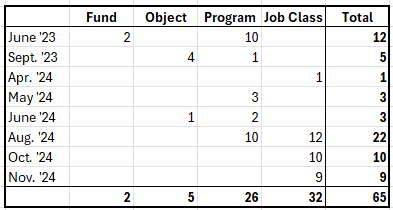 Fund Object Program Job Class Total
June '23 2 10 12
Sept. '23 4 1 5
Apr. '24 1 1
May '24 3 3
June '24 1 2 3
Aug. '24 10 12 22
Oct. '24 10 10
Nov. '24 9 9
2 5 26 32 65